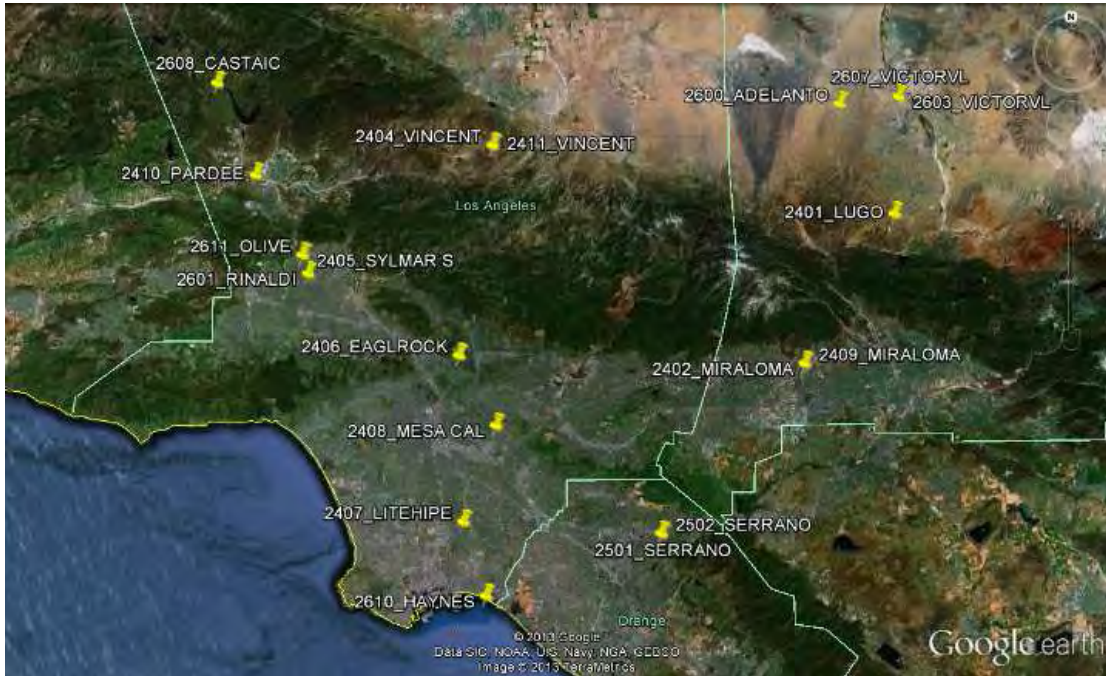 N
2608_CASTAIC
2607_VICTORVL
2600_ADELANTO
2603_VICTORVL
2404_VINCENT
2411_VINCENT
2410_PARDEE
Los Angeles
2401_LUGO
2611_OLIVE
2405_SYLMAR S
2601_RINALDI
2406_EAGLROCK
2409_MIRALOMA
2402_MIRALOMA
2408_MESA CAL
2407_LITEHIPE
2502_SERRANO
2501_SERRANO
2610_HAYNES
Orange
© 2013 Google
Data SIO, NOAA, U.S. Navy, NGA, GEBCO
Image © 2013 TerraMetrics
Google earth